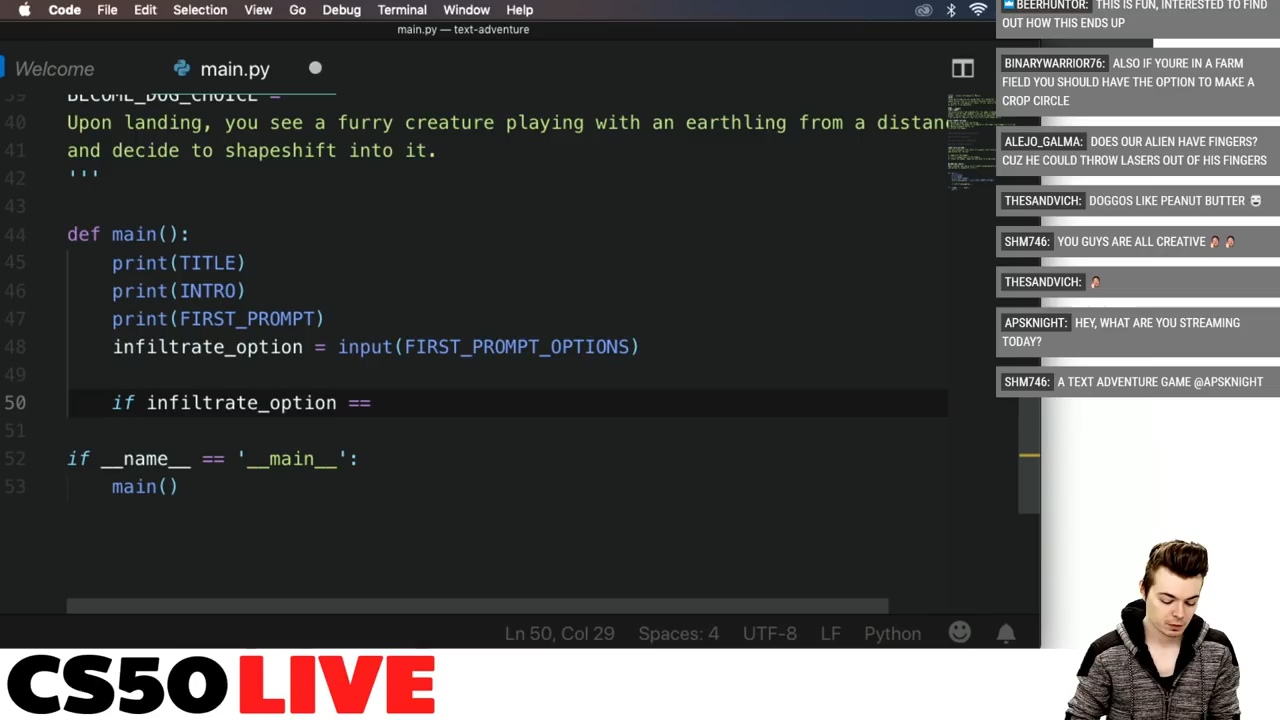 Code File Edit Selection View Go Debug Terminal Window Help
main.py — text-adventure
Welcome
main.py
39 BECOME_DOG_CHOICE =
40 Upon landing, you see a furry creature playing with an earthling from a distan
41 and decide to shapeshift into it.
42 '''
43
44 def main():
45 print(TITLE)
46 print(INTRO)
47 print(FIRST_PROMPT)
48 infiltrate_option = input(FIRST_PROMPT_OPTIONS)
49
50 if infiltrate_option ==
51
52 if __name__ == '__main__':
53 main()
Ln 50, Col 29 Spaces: 4 UTF-8 LF Python
BEERHUNTOR: THIS IS FUN, INTERESTED TO FIND
OUT HOW THIS ENDS UP
BINARYWARRIOR76: ALSO IF YOURE IN A FARM
FIELD YOU SHOULD HAVE THE OPTION TO MAKE A
CROP CIRCLE
ALEJO_GALMA: DOES OUR ALIEN HAVE FINGERS?
CUZ HE COULD THROW LASERS OUT OF HIS FINGERS
THESANDVICH: DOGGOS LIKE PEANUT BUTTER
SHM746: YOU GUYS ARE ALL CREATIVE
THESANDVICH:
APSKNIGHT: HEY, WHAT ARE YOU STREAMING
TODAY?
SHM746: A TEXT ADVENTURE GAME @APSKNIGHT
CS50 LIVE